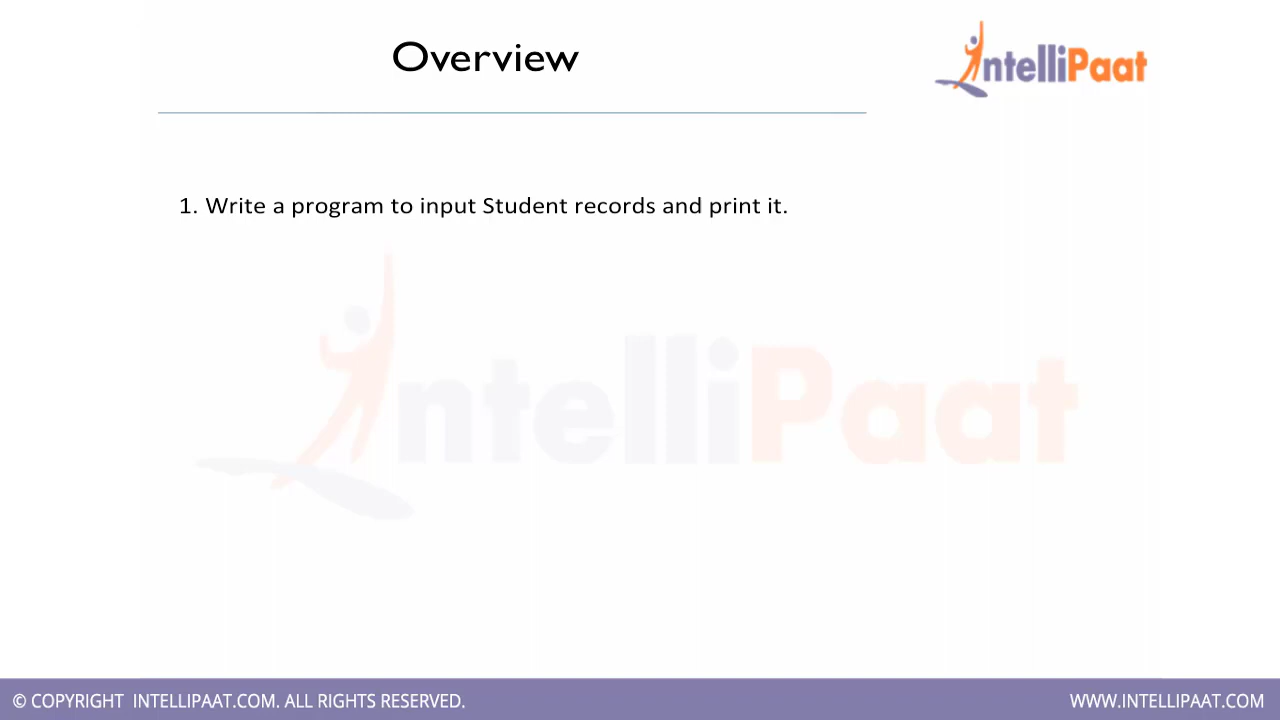 Overview
IntelliPaat
1. Write a program to input Student records and print it.
IntelliPaat
© COPYRIGHT INTELLIPAAT.COM. ALL RIGHTS RESERVED.
WWW.INTELLIPAAT.COM